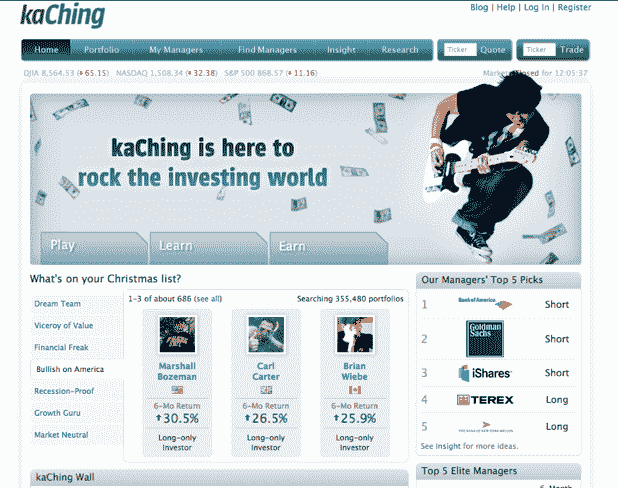 kaChing
Blog | Help | Log In | Register
Home Portfolio My Managers Find Managers Insight Research Ticker Quote Ticker Trade
DJIA 8,564.53 (65.15) NASDAQ 1,508.34 (32.38) S&P 500 868.57 (11.16) Market Closed for 12:05:37
kaChing is here to
rock the investing world
Play Learn Earn
What's on your Christmas list?
Dream Team
Viceroy of Value
Financial Freak
Bullish on America
Recession-Proof
Growth Guru
Market Neutral
1-3 of about 686 (see all) Searching 355,480 portfolios
Marshall
Bozeman
6-Mo Return
30.5%
Long-only
Investor
Carl
Carter
6-Mo Return
26.5%
Long-only
Investor
Brian
Wiebe
6-Mo Return
25.9%
Long-only
Investor
Our Managers' Top 5 Picks
1 Bank of America Short
2 Goldman
Sachs Short
3 iShares Short
4 TEREX Long
5 THE BANK OF NEW YORK MELLON Long
See Insight for more ideas.
kaChing Wall
Top 5 Elite Managers
6-Month